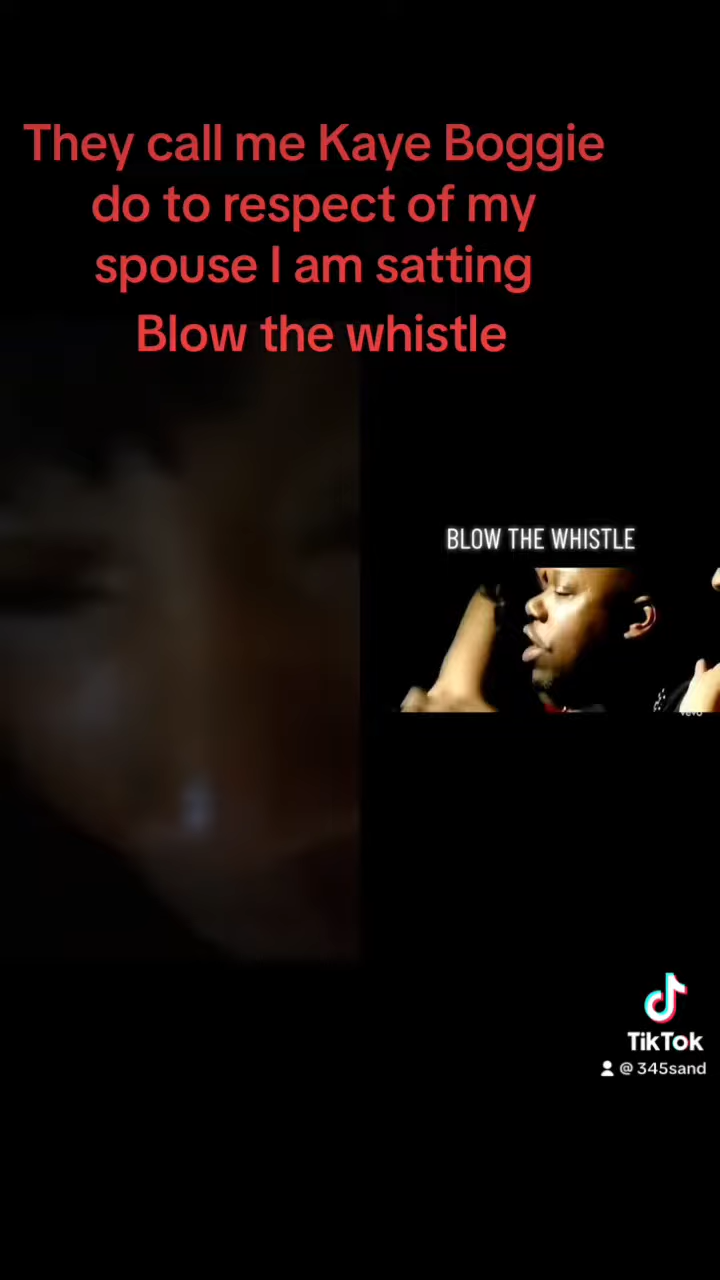 They call me Kaye Boggie
do to respect of my
spouse I am satting
Blow the whistle
BLOW THE WHISTLE
vevo
TikTok
@ 345sand